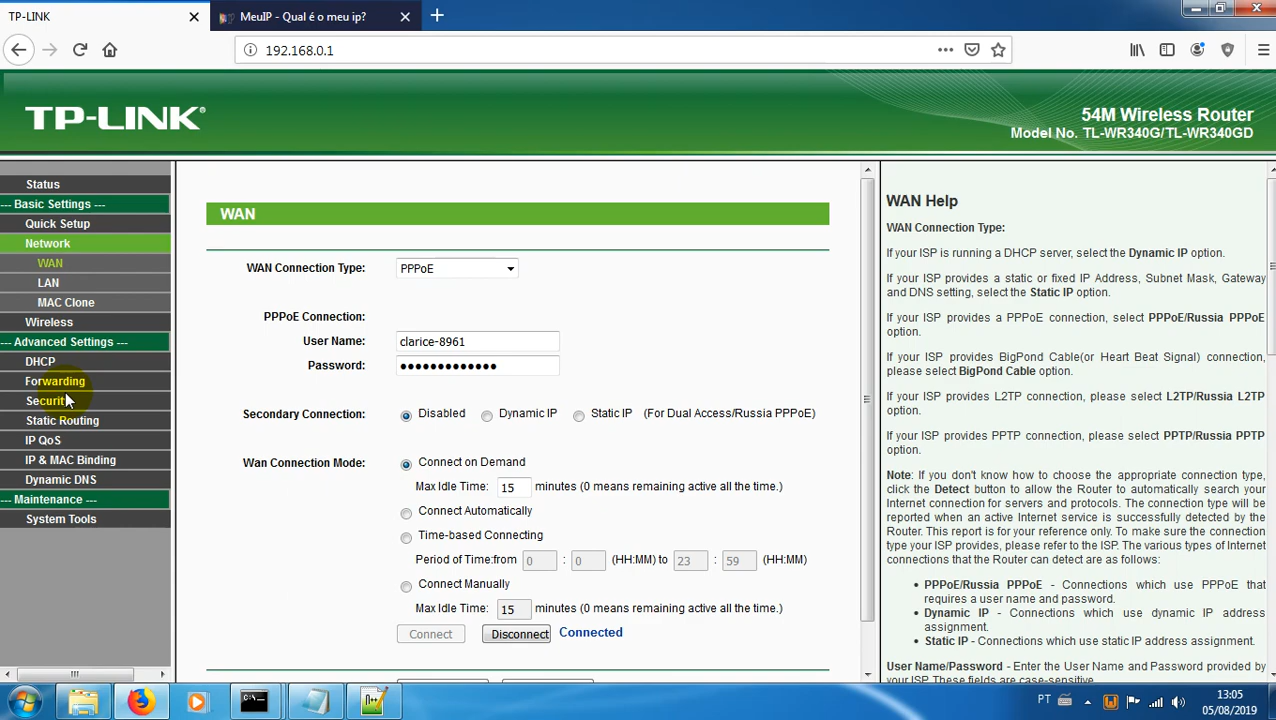 TP-LINK
MeuIP - Qual é o meu ip?
192.168.0.1
TP-LINK®
54M Wireless Router
Model No. TL-WR340G/TL-WR340GD
Status
--- Basic Settings ---
Quick Setup
Network
WAN
LAN
MAC Clone
Wireless
--- Advanced Settings ---
DHCP
Forwarding
Security
Static Routing
IP QoS
IP & MAC Binding
Dynamic DNS
--- Maintenance ---
System Tools
WAN
WAN Connection Type: PPPoE
PPPoE Connection:
User Name: clarice-8961
Password: •••••••••••••
Secondary Connection: Disabled Dynamic IP Static IP (For Dual Access/Russia PPPoE)
Wan Connection Mode: Connect on Demand
Max Idle Time: 15 minutes (0 means remaining active all the time.)
Connect Automatically
Time-based Connecting
Period of Time:from 0 : 0 (HH:MM) to 23 : 59 (HH:MM)
Connect Manually
Max Idle Time: 15 minutes (0 means remaining active all the time.)
Connect Disconnect Connected
WAN Help
WAN Connection Type:
If your ISP is running a DHCP server, select the Dynamic IP option.
If your ISP provides a static or fixed IP Address, Subnet Mask, Gateway
and DNS setting, select the Static IP option.
If your ISP provides a PPPoE connection, select PPPoE/Russia PPPoE
option.
If your ISP provides BigPond Cable(or Heart Beat Signal) connection,
please select BigPond Cable option.
If your ISP provides L2TP connection, please select L2TP/Russia L2TP
option.
If your ISP provides PPTP connection, please select PPTP/Russia PPTP
option.
Note: If you don't know how to choose the appropriate connection type,
click the Detect button to allow the Router to automatically search your
Internet connection for servers and protocols. The connection type will be
reported when an active Internet service is successfully detected by the
Router. This report is for your reference only. To make sure the connection
type your ISP provides, please refer to the ISP. The various types of Internet
connections that the Router can detect are as follows:
• PPPoE/Russia PPPoE - Connections which use PPPoE that
requires a user name and password.
• Dynamic IP - Connections which use dynamic IP address
assignment.
• Static IP - Connections which use static IP address assignment.
User Name/Password - Enter the User Name and Password provided by
your ISP. These fields are case-sensitive.
PT
13:05
05/08/2019